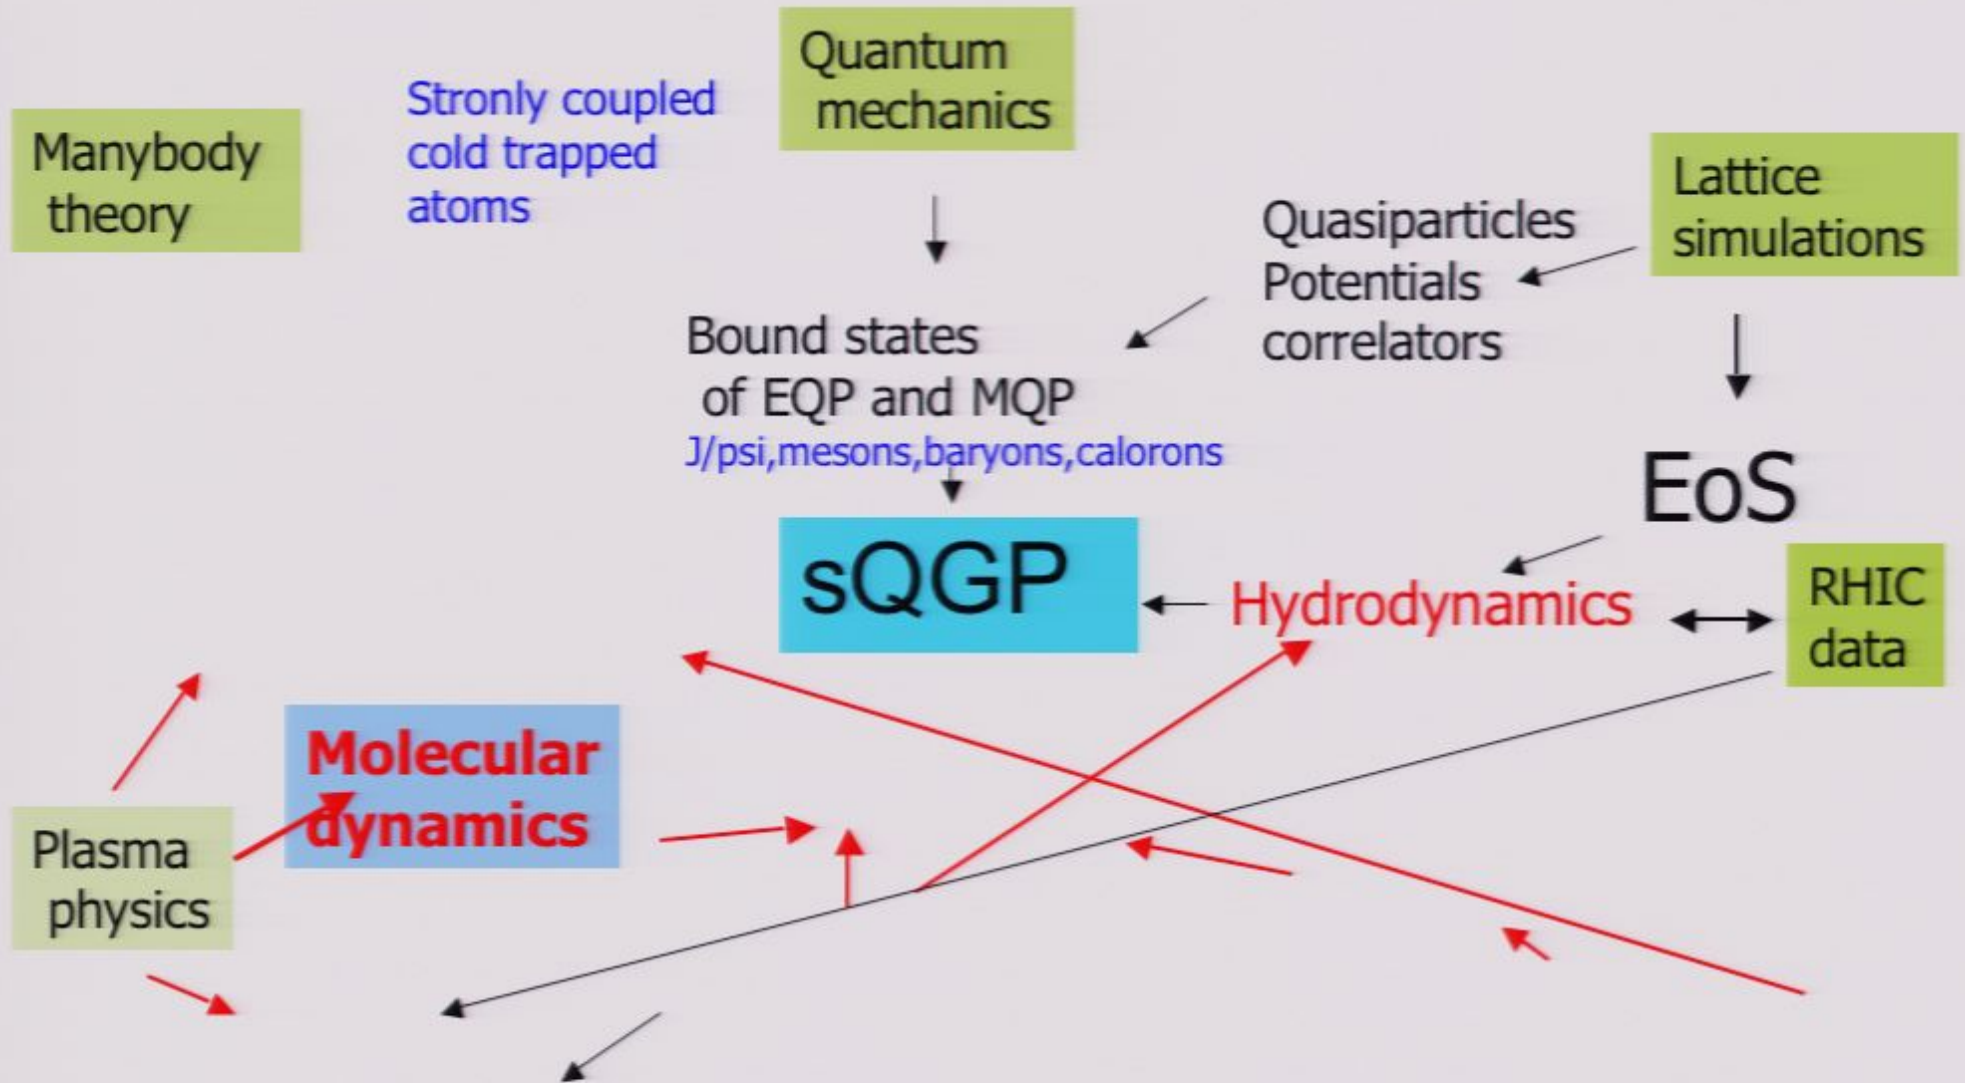 Quantum
mechanics
Stronly coupled
cold trapped
atoms
Manybody
theory
Lattice
simulations
Quasiparticles
Potentials
correlators
Bound states
of EQP and MQP
J/psi,mesons,baryons,calorons
EoS
sQGP
Hydrodynamics
RHIC
data
Molecular
dynamics
Plasma
physics